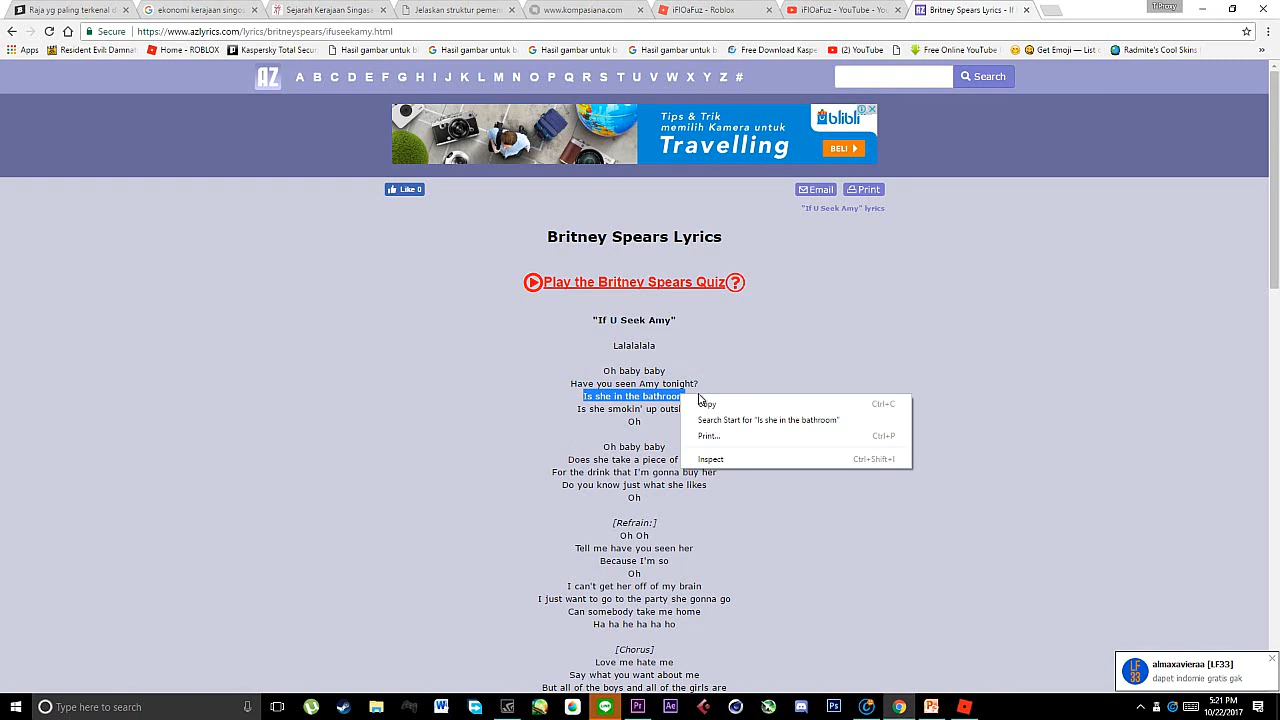 Raja yg paling terkenal d
ekonomi kerajaan singos
Sejarah Kerajaan Singasa
Jelaskan struktur pemerin
www.kompasiana.com
iFlOaFuz - Roblox
iFlOaFuz - YouTube - You
Britney Spears Lyrics - If
Secure
https://www.azlyrics.com/lyrics/britneyspears/ifuseekamy.html
Apps
Resident Evil Damnat
Home - ROBLOX
Kaspersky Total Secur
Hasil gambar untuk b
Hasil gambar untuk b
Hasil gambar untuk b
Hasil gambar untuk b
Free Download Kaspe
(2) YouTube
Free Online YouTube
Get Emoji — List
Radmite's Cool Skins
»
AZ A B C D E F G H I J K L M N O P Q R S T U V W X Y Z #
Search
Tips & Trik
memilih Kamera untuk
Travelling
blibli
BELI
Like 0
Email
Print
"If U Seek Amy" lyrics
Britney Spears Lyrics
Play the Britney Spears Quiz?
"If U Seek Amy"
Lalalalala
Oh baby baby
Have you seen Amy tonight?
Is she in the bathroom
Is she smokin' up outsi
Oh
Copy Ctrl+C
Search Start for "Is she in the bathroom"
Print... Ctrl+P
Inspect Ctrl+Shift+I
Oh baby baby
Does she take a piece of
For the drink that I'm gonna buy her
Do you know just what she likes
Oh
[Refrain:]
Oh Oh
Tell me have you seen her
Because I'm so
Oh
I can't get her off of my brain
I just want to go to the party she gonna go
Can somebody take me home
Ha ha he ha ha ho
[Chorus]
Love me hate me
Say what you want about me
But all of the boys and all of the girls are
almaxavieraa [LF33]
dapet indomie gratis gak
LF
33
Type here to search
5:21 PM
10/22/2017